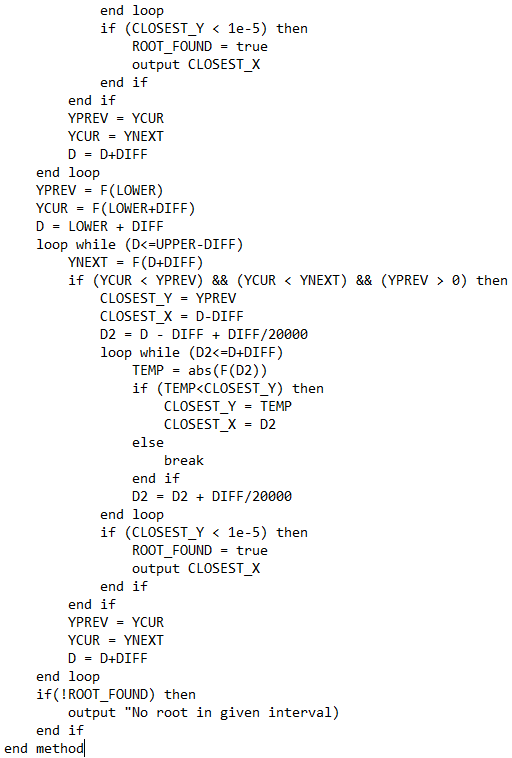 end loop
            if (CLOSEST_Y < 1e-5) then
                ROOT_FOUND = true
                output CLOSEST_X
            end if
        end if
        YPREV = YCUR
        YCUR = YNEXT
        D = D+DIFF
    end loop
    YPREV = F(LOWER)
    YCUR = F(LOWER+DIFF)
    D = LOWER + DIFF
    loop while (D<=UPPER-DIFF)
        YNEXT = F(D+DIFF)
        if (YCUR < YPREV) && (YCUR < YNEXT) && (YPREV > 0) then
            CLOSEST_Y = YPREV
            CLOSEST_X = D-DIFF
            D2 = D - DIFF + DIFF/20000
            loop while (D2<=D+DIFF)
                TEMP = abs(F(D2))
                if (TEMP<CLOSEST_Y) then
                    CLOSEST_Y = TEMP
                    CLOSEST_X = D2
                else
                    break
                end if
                D2 = D2 + DIFF/20000
            end loop
            if (CLOSEST_Y < 1e-5) then
                ROOT_FOUND = true
                output CLOSEST_X
            end if
        end if
        YPREV = YCUR
        YCUR = YNEXT
        D = D+DIFF
    end loop
    if(!ROOT_FOUND) then
        output "No root in given interval)
    end if
end method